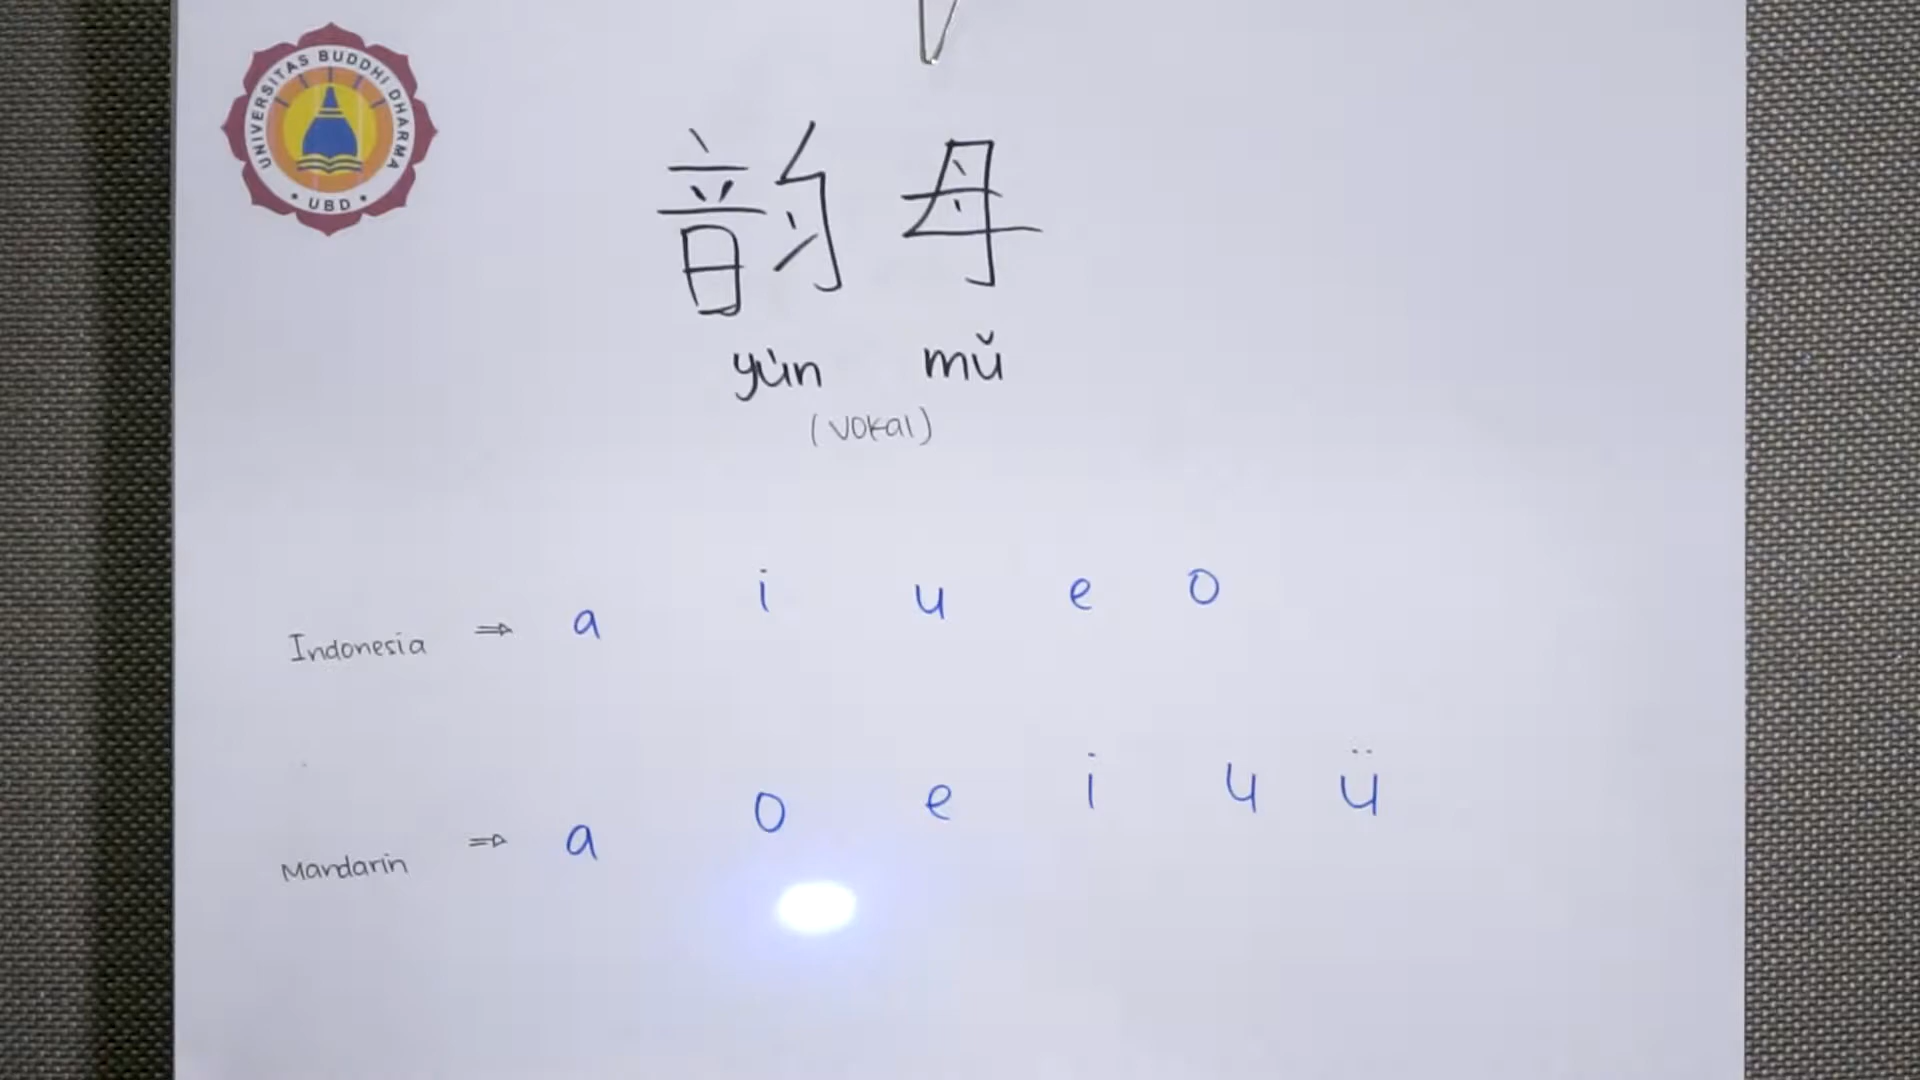 UNIVERSITAS BUDDHI DHARMA
• UBD •
韵母
yùn mǔ
(vokal)
Indonesia ⇒ a i u e o
Mandarin ⇒ a o e i u ü